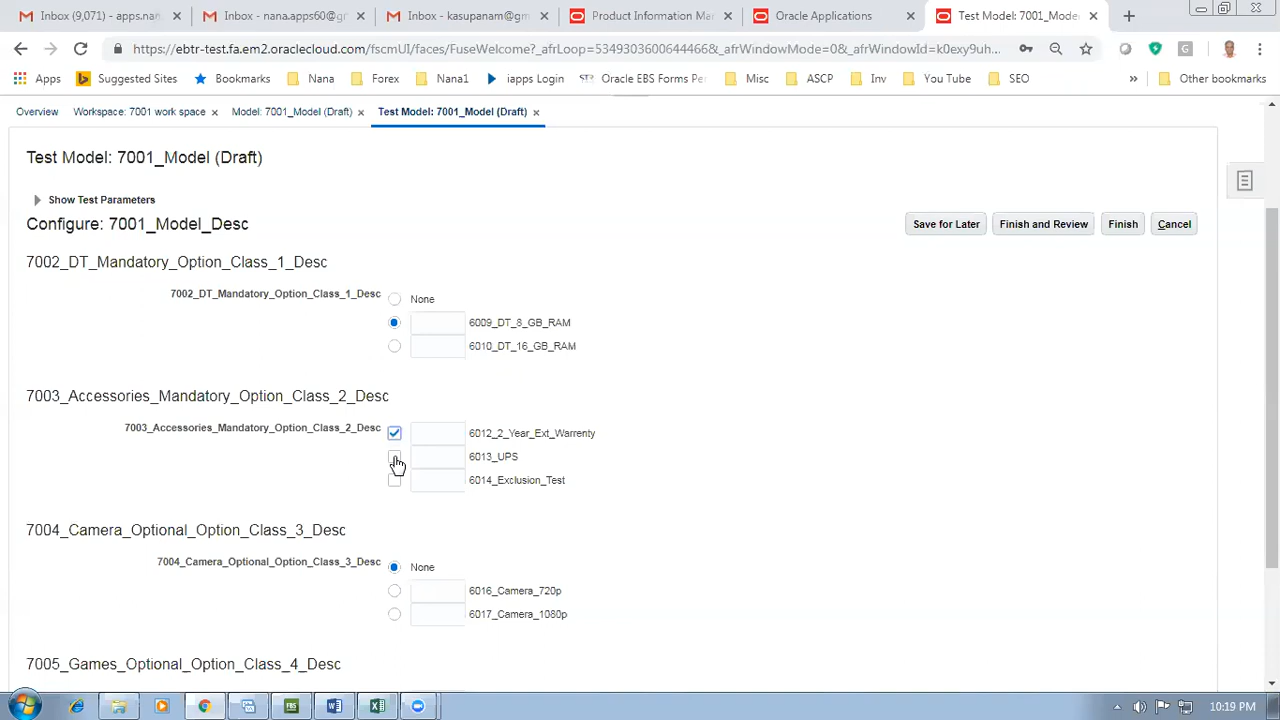 Inbox (9,071) - apps.nan
Inbox - nana.apps00@gr
Inbox - kasupanam@gm
Product Information Ma
Oracle Applications
Test Model: 7001_Model
https://ebtr-test.fa.em2.oraclecloud.com/fscmUI/faces/FuseWelcome?_afrLoop=53493036006444666&_afrWindowMode=0&_afrWindowId=k0exy9uh...
Apps
Suggested Sites
Bookmarks
Nana
Forex
Nana1
iapps Login
Oracle EBS Forms Pe
Misc
ASCP
Inv
You Tube
SEO
»
Other bookmarks
Overview
Workspace: 7001 work space
Model: 7001_Model (Draft)
Test Model: 7001_Model (Draft)
Test Model: 7001_Model (Draft)
Show Test Parameters
Configure: 7001_Model_Desc
Save for Later
Finish and Review
Finish
Cancel
7002_DT_Mandatory_Option_Class_1_Desc
7002_DT_Mandatory_Option_Class_1_Desc
None
6009_DT_8_GB_RAM
6010_DT_16_GB_RAM
7003_Accessories_Mandatory_Option_Class_2_Desc
7003_Accessories_Mandatory_Option_Class_2_Desc
6012_2_Year_Ext_Warrenty
6013_UPS
6014_Exclusion_Test
7004_Camera_Optional_Option_Class_3_Desc
7004_Camera_Optional_Option_Class_3_Desc
None
6016_Camera_720p
6017_Camera_1080p
7005_Games_Optional_Option_Class_4_Desc
10:19 PM